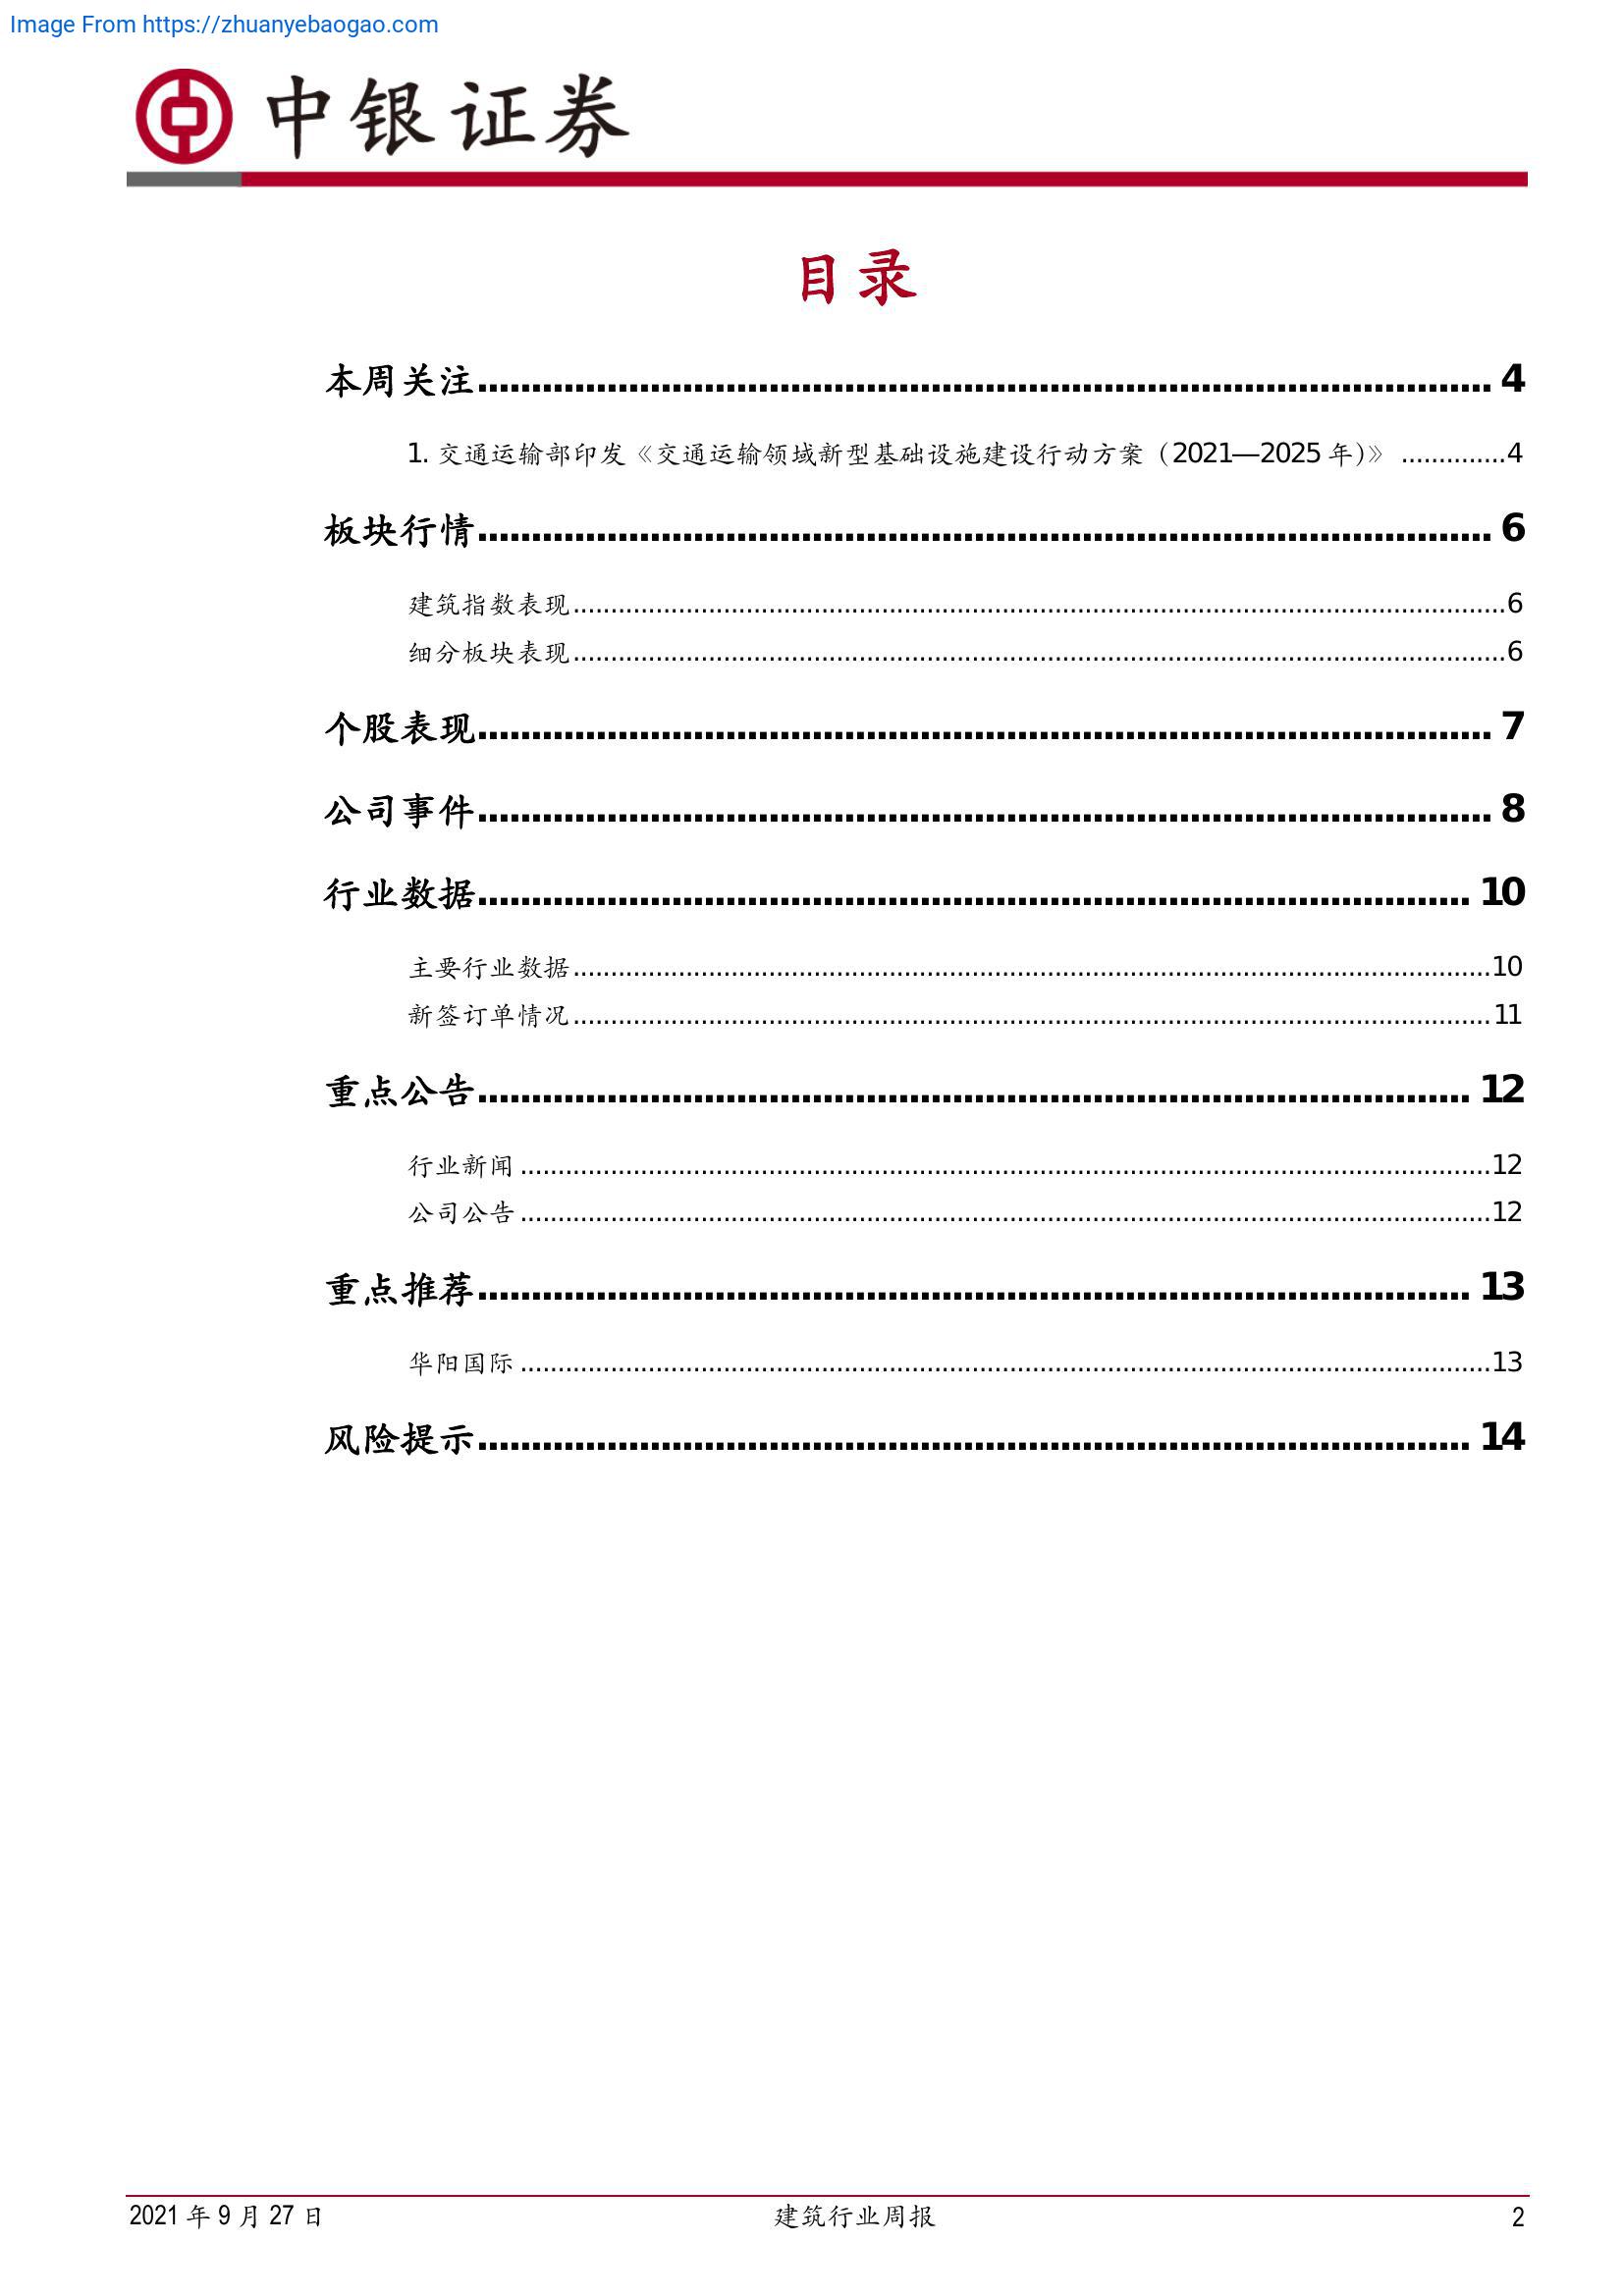 Image From https://zhuanyebaogao.com
中银证券
目录
本周关注 4
1. 交通运输部印发《交通运输领域新型基础设施建设行动方案（2021—2025 年)》 4
板块行情 6
建筑指数表现 6
细分板块表现 6
个股表现 7
公司事件 8
行业数据 10
主要行业数据 10
新签订单情况 11
重点公告 12
行业新闻 12
公司公告 12
重点推荐 13
华阳国际 13
风险提示 14
2021 年 9 月 27 日 建筑行业周报 2